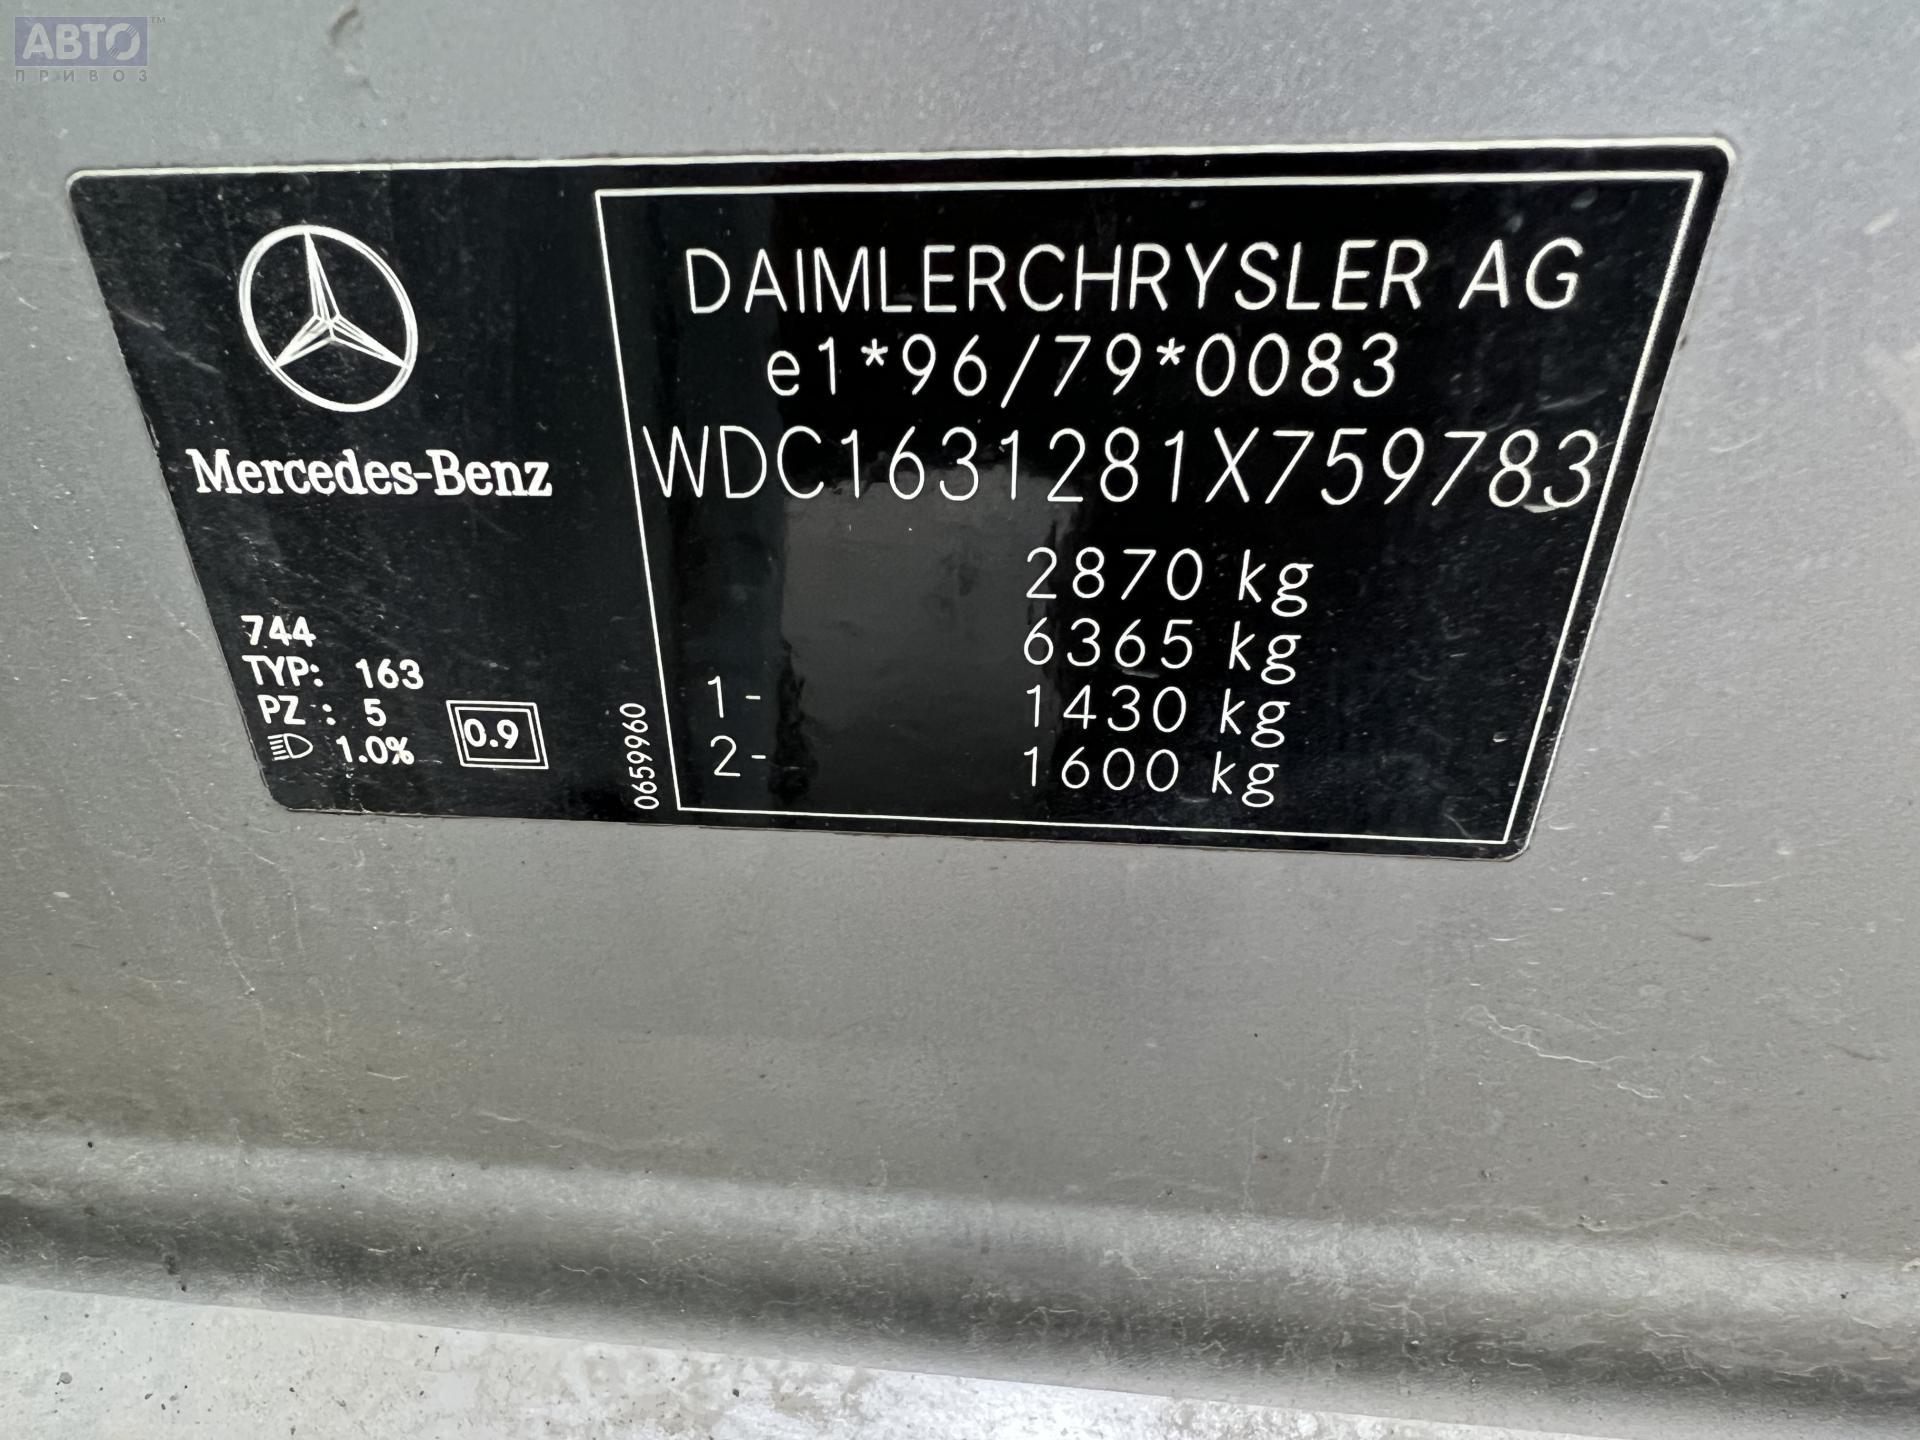 АВТО™
ПРИВОЗ
Mercedes-Benz
744
TYP: 163
PZ : 5
1.0%
0.9
0659960
DAIMLERCHRYSLER AG
e1*96/79*0083
WDC1631281X759783
2870 kg
6365 kg
1- 1430 kg
2- 1600 kg